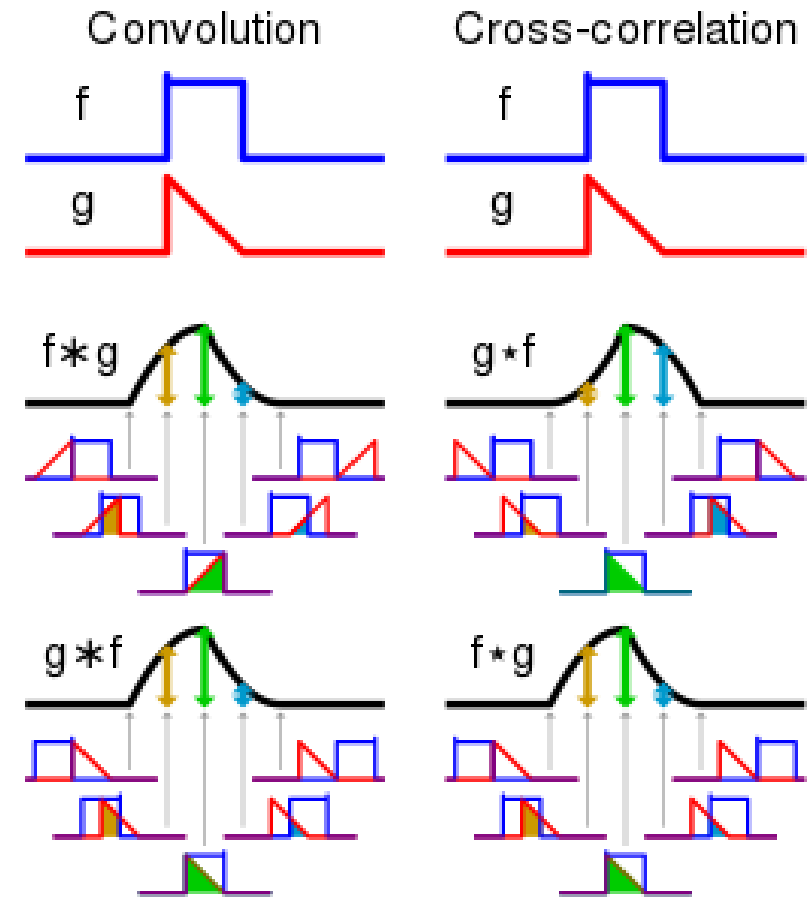 Convolution
Cross-correlation
f
f
g
g
f∗g
g⋆f
g∗f
f⋆g